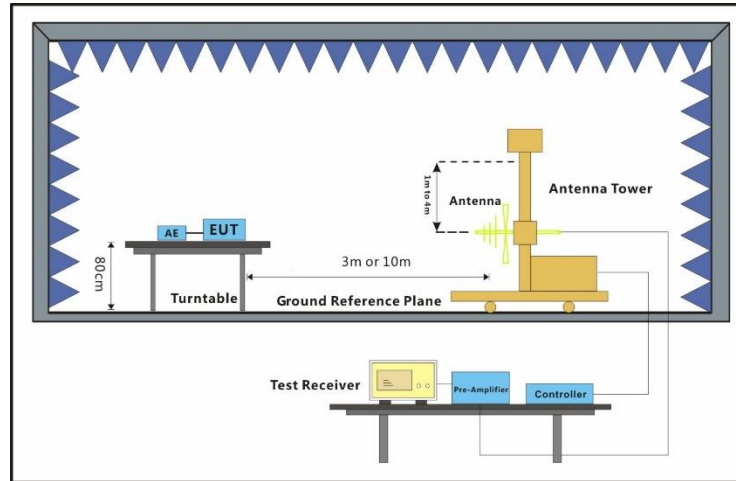 1m to 4m
Antenna
Antenna Tower
AE
EUT
80cm
3m or 10m
Turntable
Ground Reference Plane
Test Receiver
Pre-Amplifier
Controller